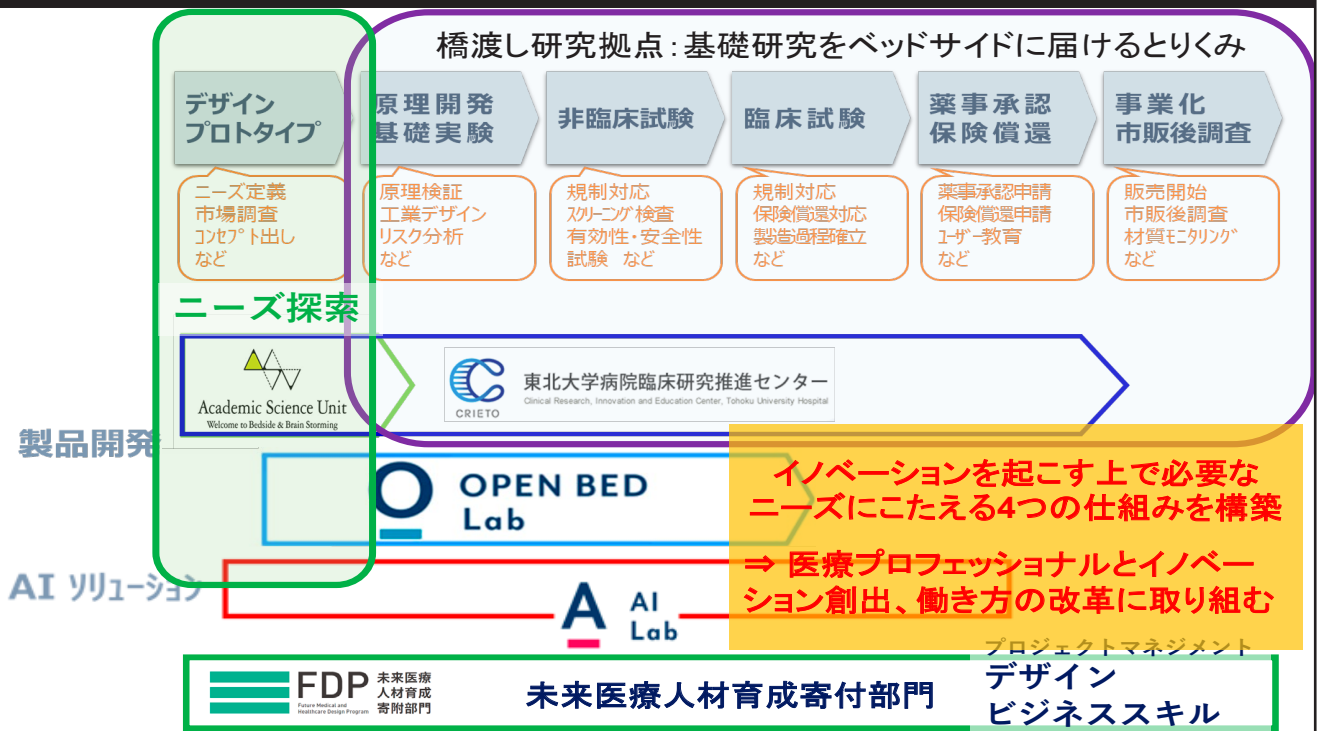 橋渡し研究拠点：基礎研究をベッドサイドに届けるとりくみ
デザイン
プロトタイプ
原理開発
基礎実験
非臨床試験
臨床試験
薬事承認
保険償還
事業化
市販後調査
ニーズ定義
市場調査
ｺﾝｾﾌﾟﾄ出し
など
原理検証
工業デザイン
リスク分析
など
規制対応
ｽｸﾘｰﾆﾝｸﾞ検査
有効性・安全性
試験 など
規制対応
保険償還対応
製造過程確立
など
薬事承認申請
保険償還申請
ﾕｰｻﾞｰ教育
など
販売開始
市販後調査
材質ﾓﾆﾀﾘﾝｸﾞ
など
ニーズ探索
Academic Science Unit
Welcome to Bedside & Brain Storming
CRIETO
東北大学病院臨床研究推進センター
Clinical Research, Innovation and Education Center, Tohoku University Hospital
製品開発
OPEN BED
Lab
イノベーションを起こす上で必要な
ニーズにこたえる4つの仕組みを構築
⇒ 医療プロフェッショナルとイノベー
ション創出、働き方の改革に取り組む
AI ソリューション
A
AI
Lab
FDP
Future Medical and
Healthcare Design Program
未来医療
人材育成
寄附部門
未来医療人材育成寄付部門
プロジェクトマネジメント
デザイン
ビジネススキル